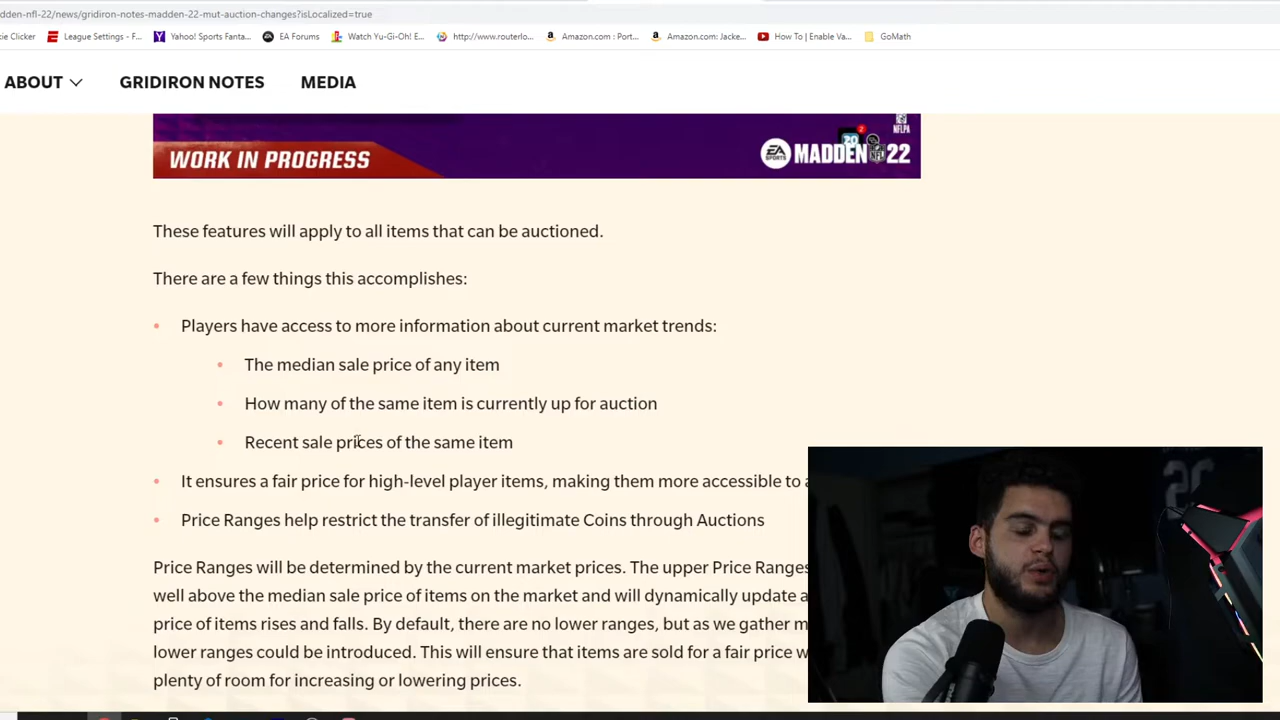 dden-nfl-22/news/gridiron-notes-madden-22-mut-auction-changes?isLocalized=true
kie Clicker League Settings - F... Yahoo! Sports Fanta... EA Forums Watch Yu-Gi-Oh! E... http://www.routerlo... Amazon.com : Port... Amazon.com: Jacke... How To | Enable Va... GoMath
ABOUT GRIDIRON NOTES MEDIA
WORK IN PROGRESS
EA SPORTS MADDEN NFL 22
NFLPA
20
2
These features will apply to all items that can be auctioned.
There are a few things this accomplishes:
• Players have access to more information about current market trends:
• The median sale price of any item
• How many of the same item is currently up for auction
• Recent sale prices of the same item
• It ensures a fair price for high-level player items, making them more accessible to a
• Price Ranges help restrict the transfer of illegitimate Coins through Auctions
Price Ranges will be determined by the current market prices. The upper Price Ranges
well above the median sale price of items on the market and will dynamically update a
price of items rises and falls. By default, there are no lower ranges, but as we gather m
lower ranges could be introduced. This will ensure that items are sold for a fair price w
plenty of room for increasing or lowering prices.
26